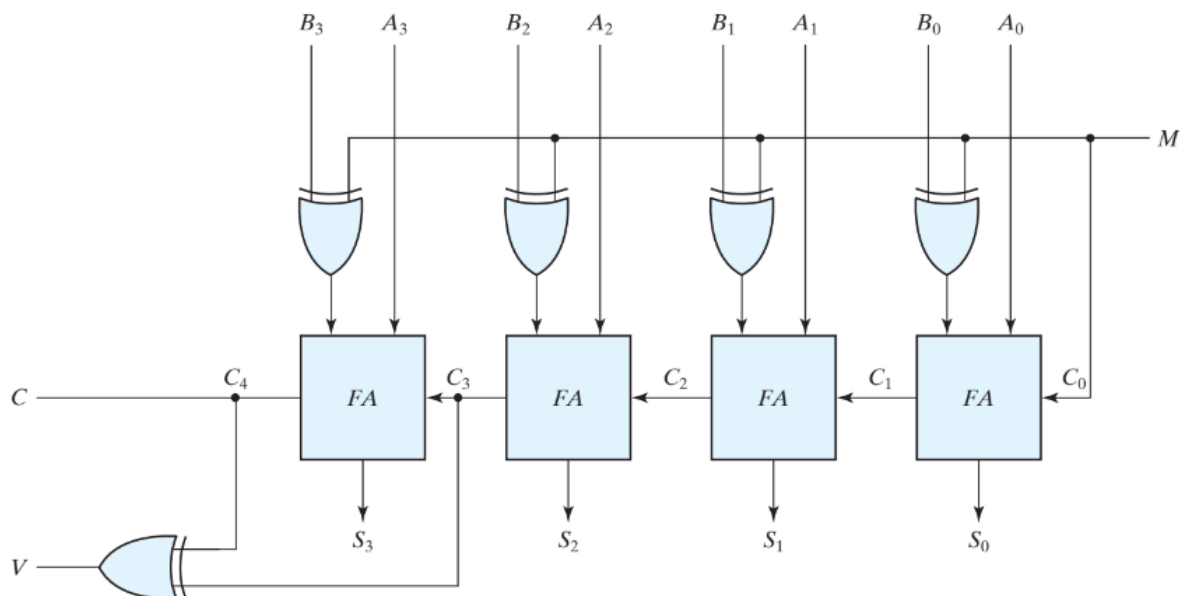 B₃ A₃ B₂ A₂ B₁ A₁ B₀ A₀
M
C C₄ FA C₃ FA C₂ FA C₁ FA C₀
S₃ S₂ S₁ S₀
V